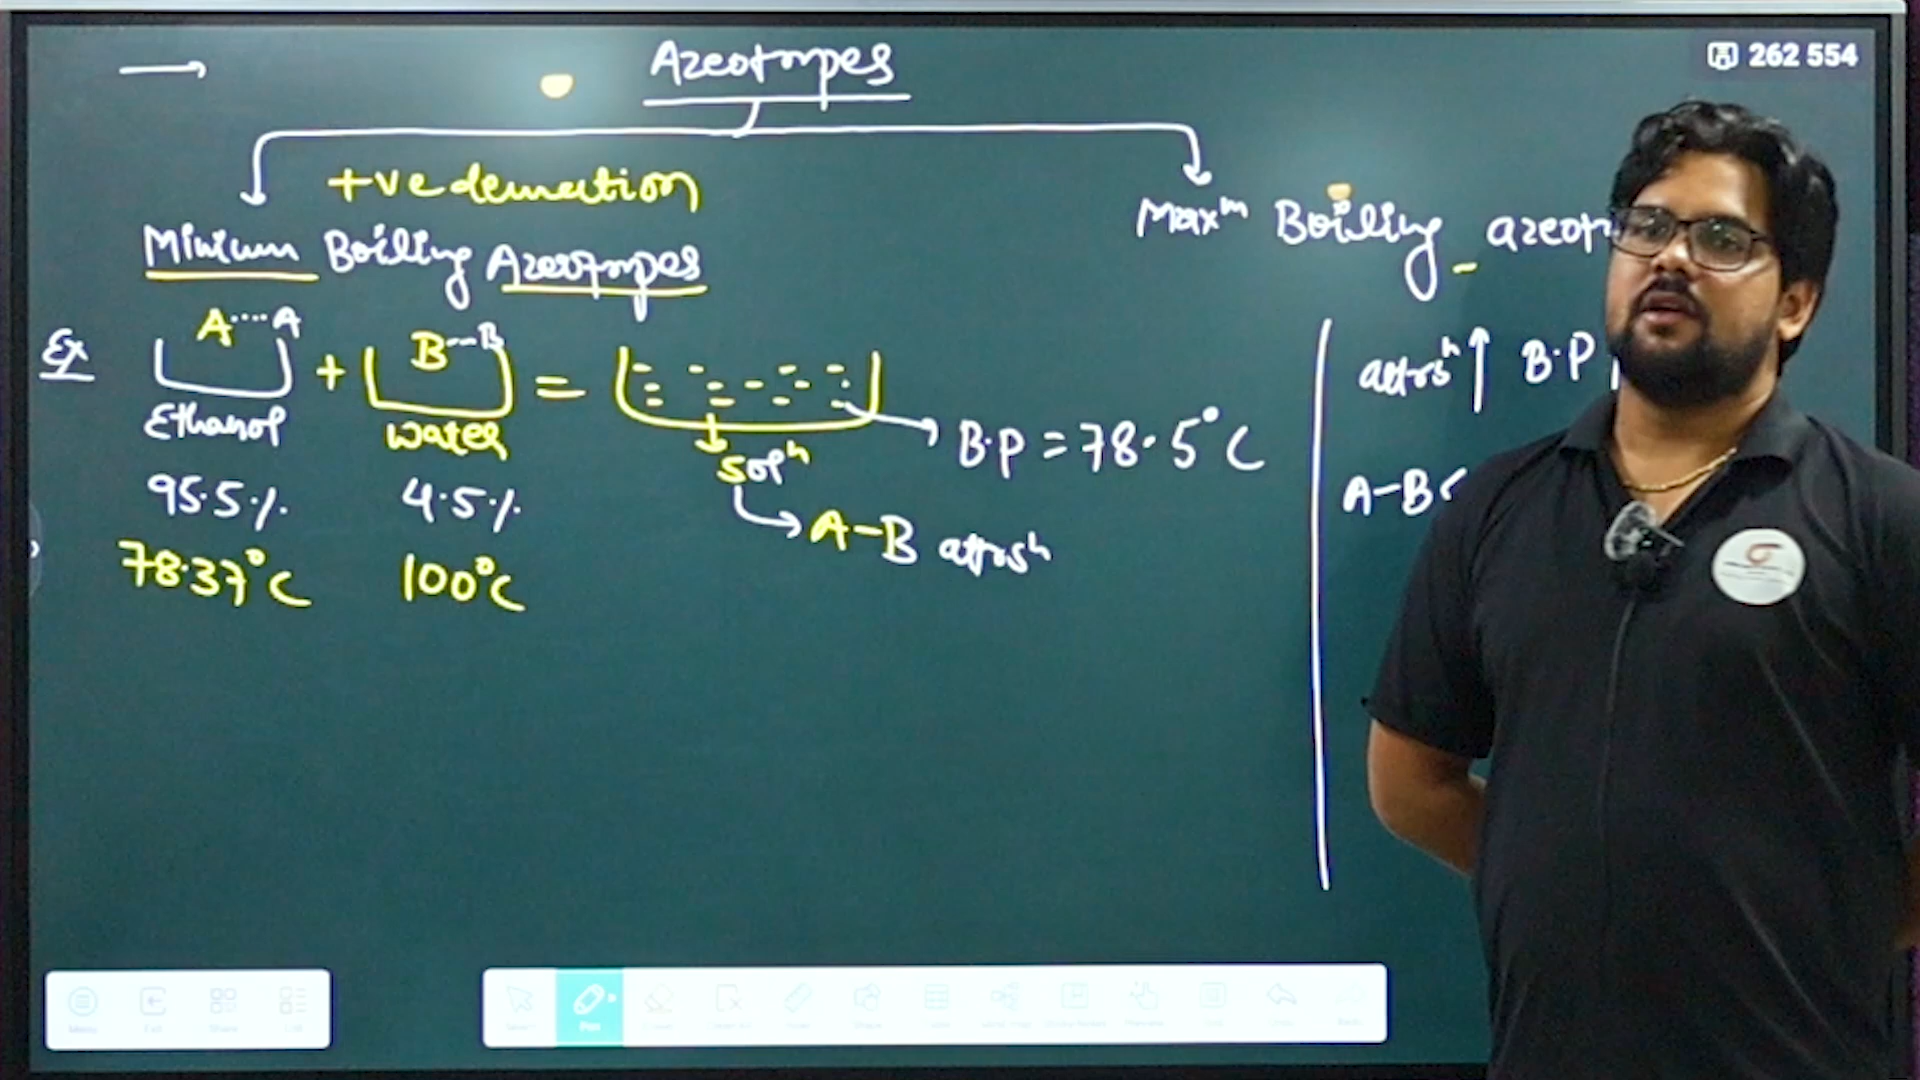 262 554
Azeotropes
+ve deviation
Minimum Boiling Azeotropes
Maxᵐ Boiling azeotr
Ex
A....A + B---B =
Ethanol water
solⁿ
B.P = 78.5°C
95.5% 4.5%
A-B attrsⁿ
78.37°C 100°C
attrsⁿ↑ B.P
A-B<